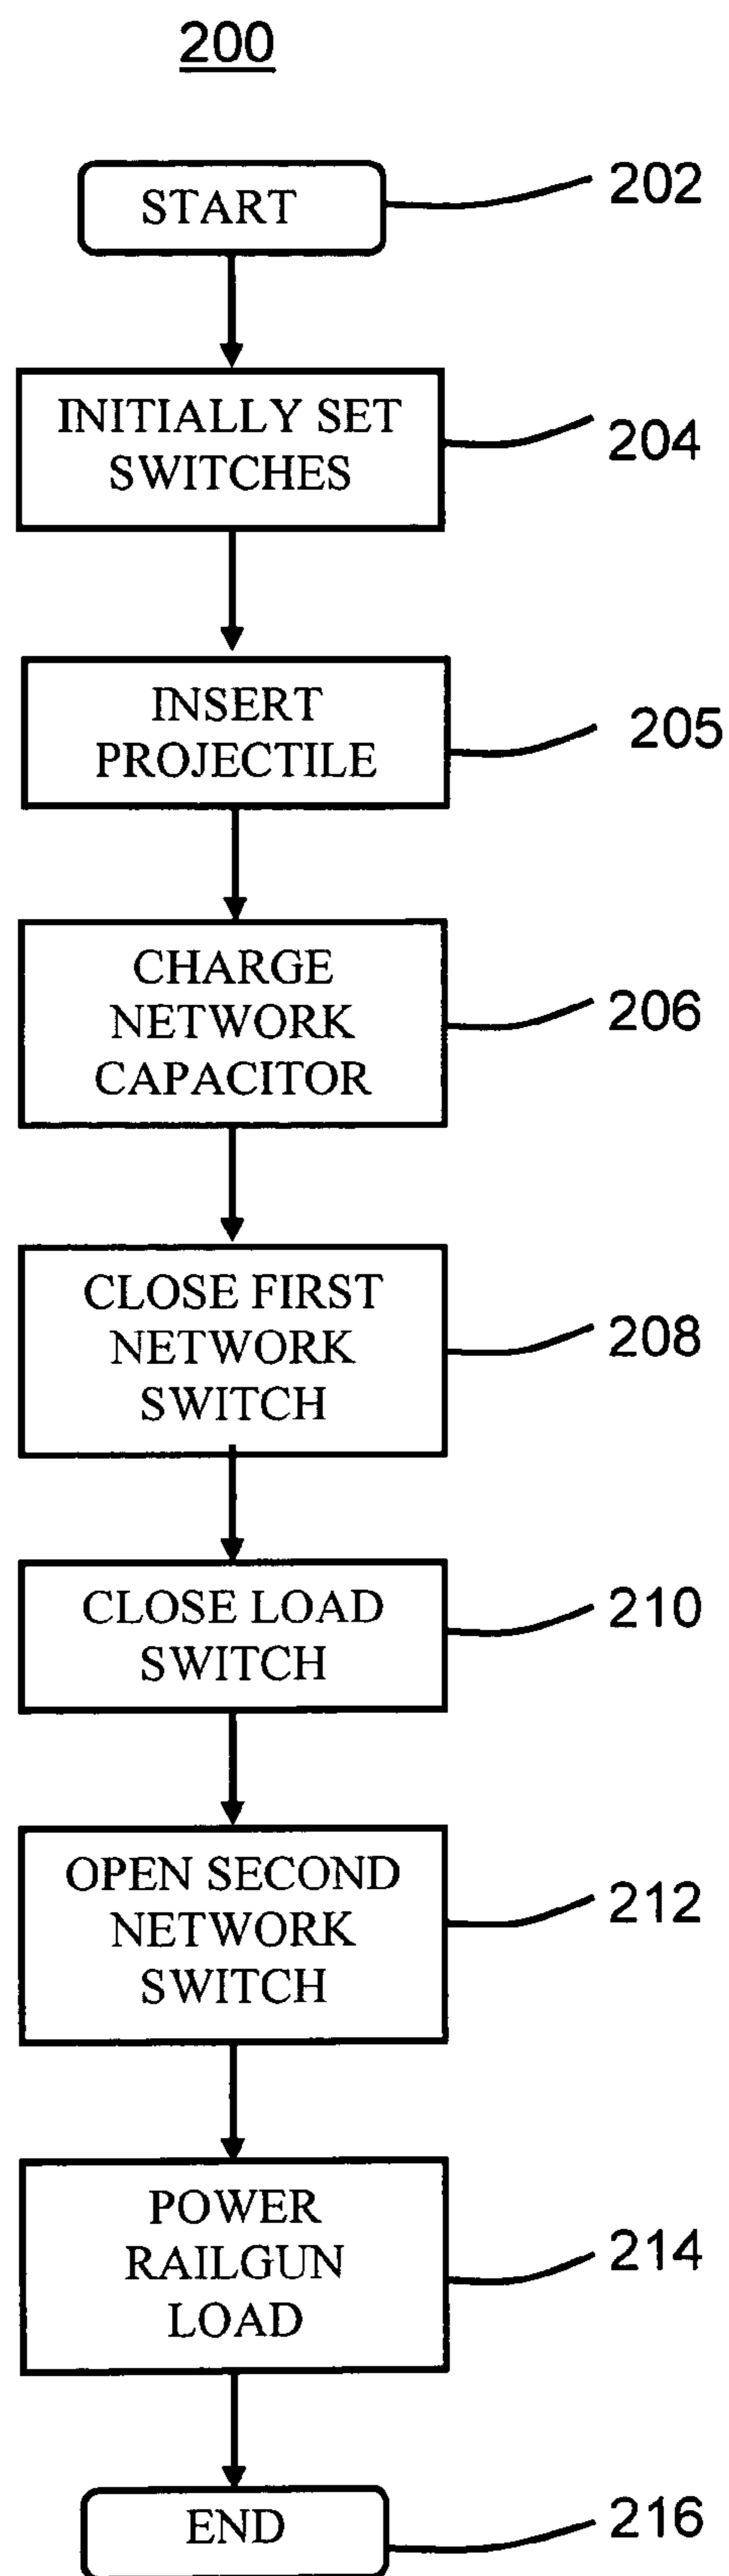 200
START
202
INITIALLY SET
SWITCHES
204
INSERT
PROJECTILE
205
CHARGE
NETWORK
CAPACITOR
206
CLOSE FIRST
NETWORK
SWITCH
208
CLOSE LOAD
SWITCH
210
OPEN SECOND
NETWORK
SWITCH
212
POWER
RAILGUN
LOAD
214
END
216